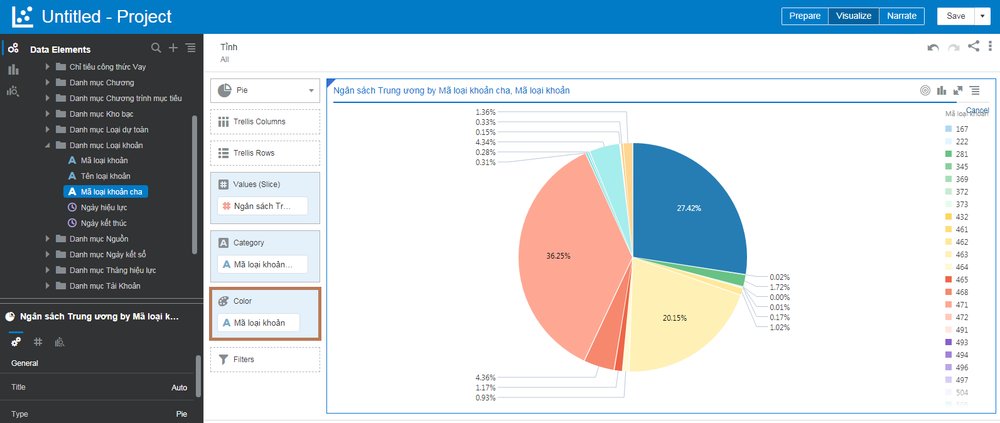 Untitled - Project
Prepare
Visualize
Narrate
Save
Data Elements
Chỉ tiêu công thức Vay
Danh mục Chương
Danh mục Chương trình mục tiêu
Danh mục Kho bạc
Danh mục Loại dự toán
Danh mục Loại khoản
A Mã loại khoản
A Tên loại khoản
A Mã loại khoản cha
Ngày hiệu lực
Ngày kết thúc
Danh mục Nguồn
Danh mục Ngày kết sổ
Danh mục Tháng hiệu lực
Danh mục Tài Khoản
Ngân sách Trung ương by Mã loại k...
#
General
Title Auto
Type Pie
Tỉnh
All
Pie
Trellis Columns
Trellis Rows
# Values (Slice)
# Ngân sách Tr...
A Category
A Mã loại khoản...
Color
A Mã loại khoản
Filters
Ngân sách Trung ương by Mã loại khoản cha, Mã loại khoản
Cancel
1.36%
0.33%
0.15%
4.34%
0.28%
0.31%
27.42%
36.25%
20.15%
0.02%
1.72%
0.00%
0.01%
0.17%
1.02%
4.36%
1.17%
0.93%
Mã loại khoản
167
222
281
345
369
372
373
432
461
462
463
464
465
468
471
472
491
493
494
496
497
504
505